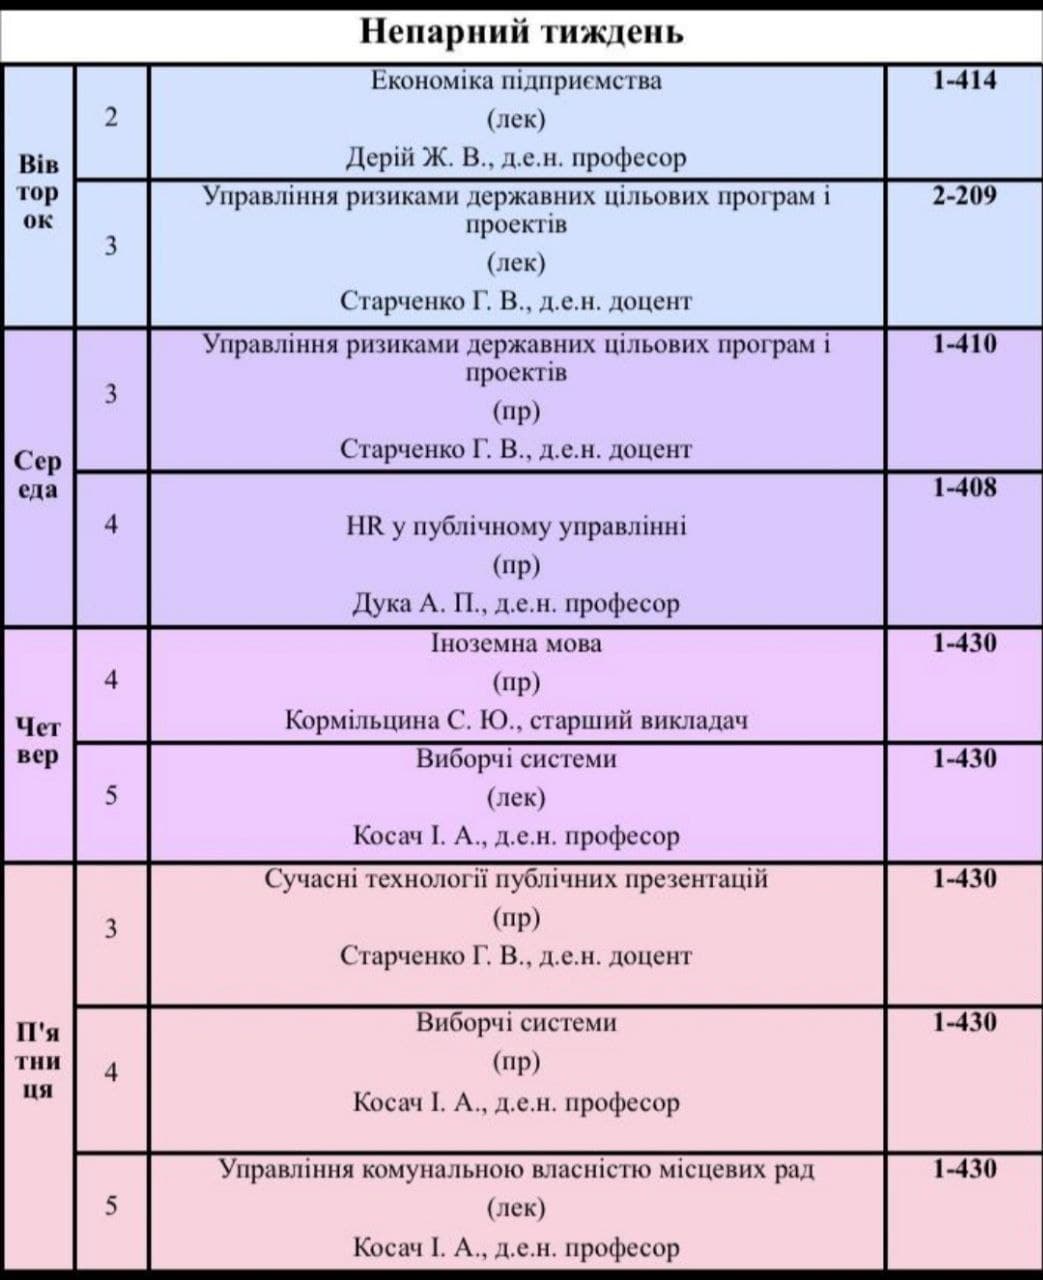 Непарний тиждень
Вів
тор
ок
2
Економіка підприємства
(лек)
Дерій Ж. В., д.е.н. професор
1-414
3
Управління ризиками державних цільових програм і
проектів
(лек)
Старченко Г. В., д.е.н. доцент
2-209
Сер
еда
3
Управління ризиками державних цільових програм і
проектів
(пр)
Старченко Г. В., д.е.н. доцент
1-410
4
HR у публічному управлінні
(пр)
Дука А. П., д.е.н. професор
1-408
Чет
вер
4
Іноземна мова
(пр)
Кормільцина С. Ю., старший викладач
1-430
5
Виборчі системи
(лек)
Косач І. А., д.е.н. професор
1-430
П'я
тни
ця
3
Сучасні технології публічних презентацій
(пр)
Старченко Г. В., д.е.н. доцент
1-430
4
Виборчі системи
(пр)
Косач І. А., д.е.н. професор
1-430
5
Управління комунальною власністю місцевих рад
(лек)
Косач І. А., д.е.н. професор
1-430